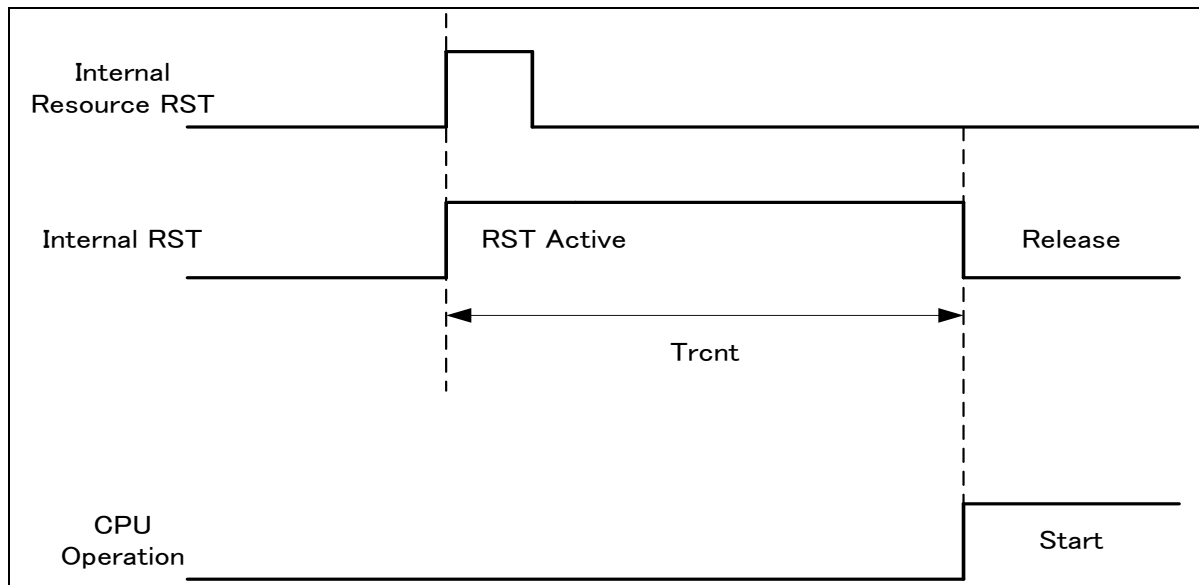 Internal
Resource RST
Internal RST
RST Active
Release
Trcnt
CPU
Operation
Start